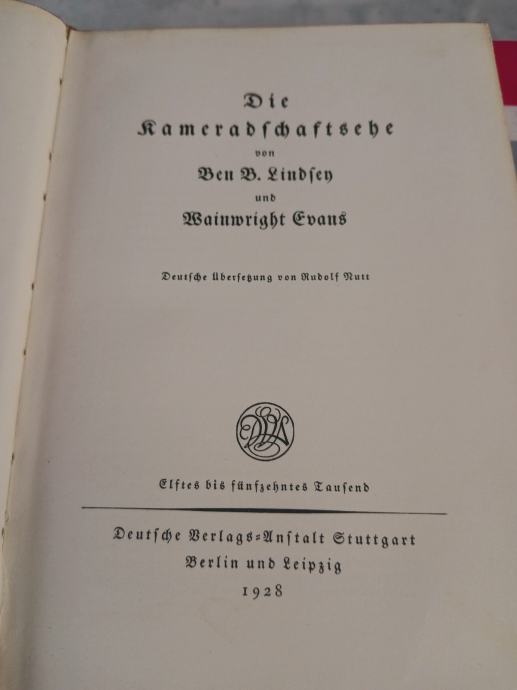 Die
Kameradschaftsehe
von
Ben B. Lindsey
und
Wainwright Evans
Deutsche Übersetzung von Rudolf Nutt
DVA
Elftes bis fünfzehntes Tausend
Deutsche Verlags-Anstalt Stuttgart
Berlin und Leipzig
1928